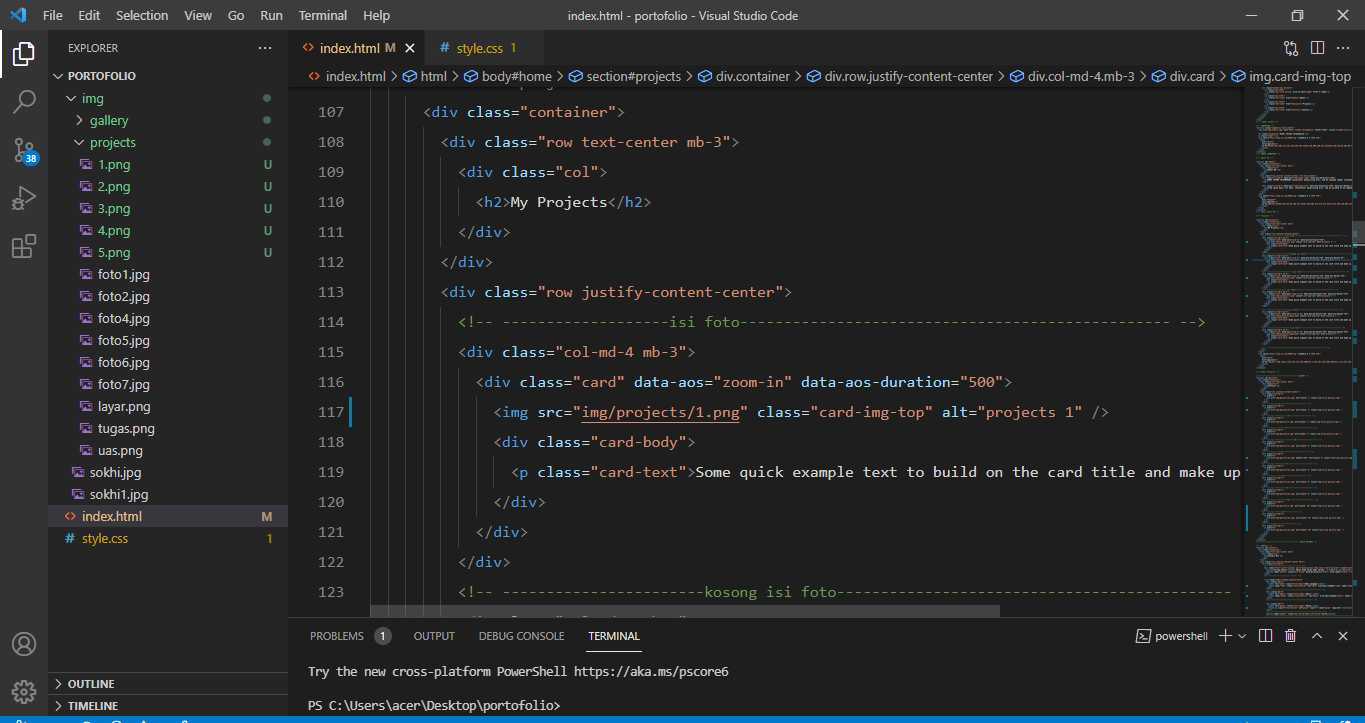 File Edit Selection View Go Run Terminal Help index.html - portofolio - Visual Studio Code
EXPLORER
PORTOFOLIO
img
gallery
projects
1.png U
2.png U
3.png U
4.png U
5.png U
foto1.jpg
foto2.jpg
foto4.jpg
foto5.jpg
foto6.jpg
foto7.jpg
layar.png
tugas.png
uas.png
sokhi.jpg
sokhi1.jpg
index.html M
style.css 1
OUTLINE
TIMELINE
38
index.html M style.css 1
index.html > html > body#home > section#projects > div.container > div.row.justify-content-center > div.col-md-4.mb-3 > div.card > img.card-img-top
107 <div class="container">
108 <div class="row text-center mb-3">
109 <div class="col">
110 <h2>My Projects</h2>
111 </div>
112 </div>
113 <div class="row justify-content-center">
114 <!-- -------------------isi foto------------------------------------------------- -->
115 <div class="col-md-4 mb-3">
116 <div class="card" data-aos="zoom-in" data-aos-duration="500">
117 <img src="img/projects/1.png" class="card-img-top" alt="projects 1" />
118 <div class="card-body">
119 <p class="card-text">Some quick example text to build on the card title and make up
120 </div>
121 </div>
122 </div>
123 <!-- -----------------------kosong isi foto---------------------------------------------
PROBLEMS 1 OUTPUT DEBUG CONSOLE TERMINAL powershell
Try the new cross-platform PowerShell https://aka.ms/pscore6
PS C:\Users\acer\Desktop\portofolio>